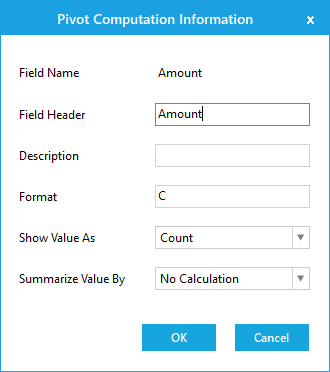 Pivot Computation Information x
Field Name Amount
Field Header Amount
Description
Format C
Show Value As Count
Summarize Value By No Calculation
OK Cancel